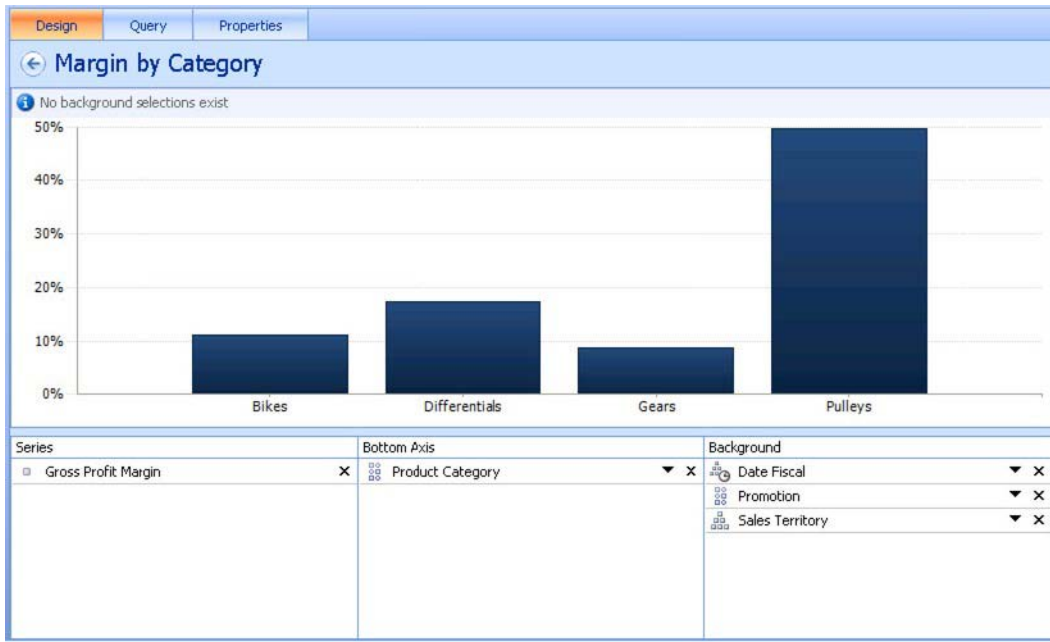 Design Query Properties
Margin by Category
No background selections exist
50%
40%
30%
20%
10%
0%
Bikes Differentials Gears Pulleys
Series Bottom Axis Background
Gross Profit Margin Product Category Date Fiscal
Promotion
Sales Territory